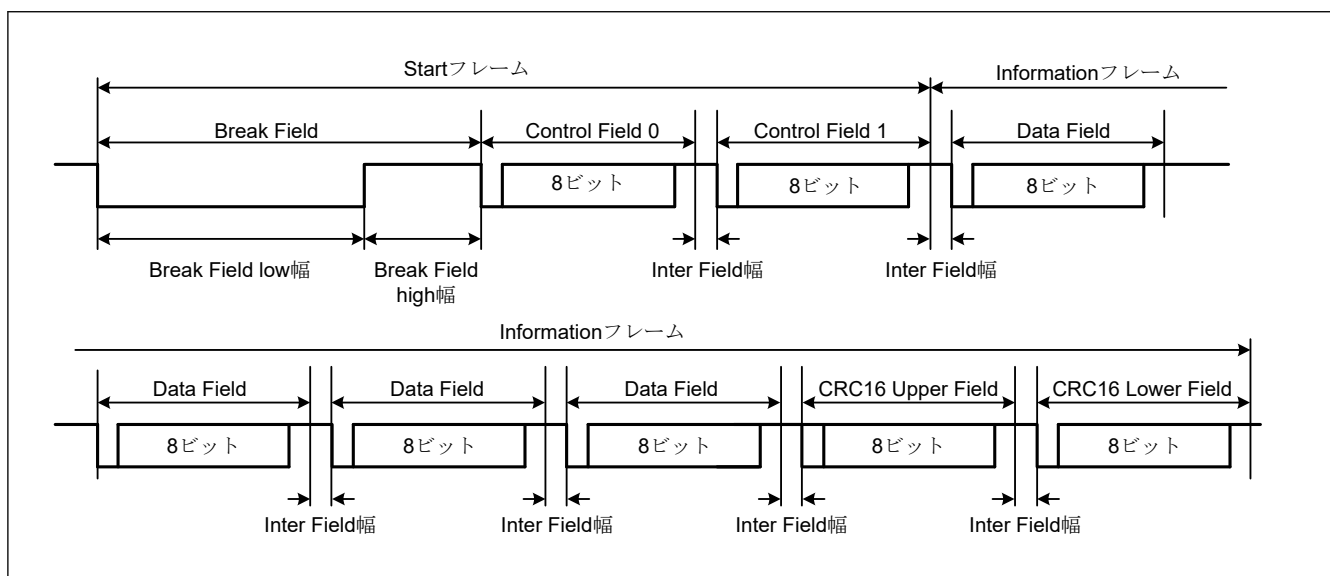 Startフレーム
Informationフレーム
Break Field
Control Field 0
Control Field 1
Data Field
8ビット
8ビット
8ビット
Break Field low幅
Break Field
high幅
Inter Field幅
Inter Field幅
Informationフレーム
Data Field
Data Field
Data Field
CRC16 Upper Field
CRC16 Lower Field
8ビット
8ビット
8ビット
8ビット
8ビット
Inter Field幅
Inter Field幅
Inter Field幅
Inter Field幅